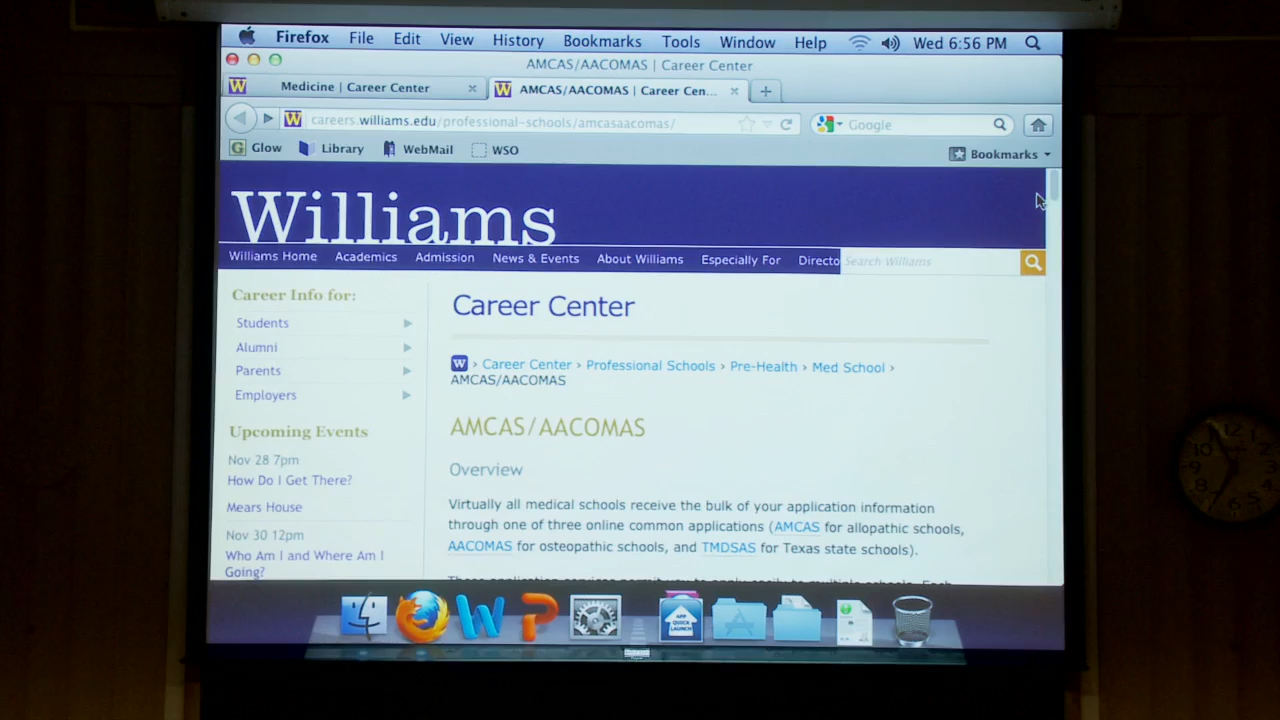 Firefox File Edit View History Bookmarks Tools Window Help Wed 6:56 PM
AMCAS/AACOMAS | Career Center
Medicine | Career Center AMCAS/AACOMAS | Career Cen...
careers.williams.edu/professional-schools/amcasaacomas/ Google
Glow Library WebMail WSO Bookmarks
Williams
Williams Home Academics Admission News & Events About Williams Especially For Directo Search Williams
Career Info for:
Students
Alumni
Parents
Employers
Upcoming Events
Nov 28 7pm
How Do I Get There?
Mears House
Nov 30 12pm
Who Am I and Where Am I
Going?
Career Center
W › Career Center › Professional Schools › Pre-Health › Med School ›
AMCAS/AACOMAS
AMCAS/AACOMAS
Overview
Virtually all medical schools receive the bulk of your application information
through one of three online common applications (AMCAS for allopathic schools,
AACOMAS for osteopathic schools, and TMDSAS for Texas state schools).
APP
QUICK
LAUNCH